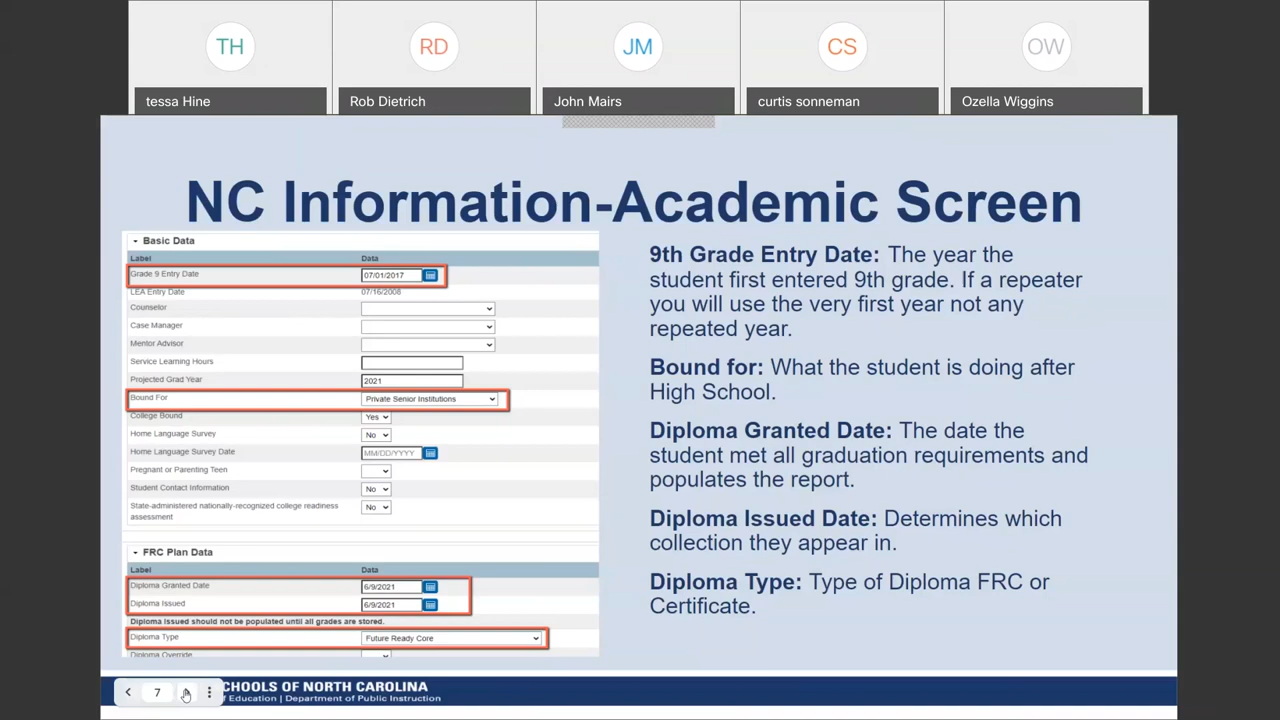 TH
RD
JM
CS
OW
tessa Hine
Rob Dietrich
John Mairs
curtis sonneman
Ozella Wiggins
NC Information-Academic Screen
Basic Data
Label Data
Grade 9 Entry Date 07/01/2017
LEA Entry Date 07/16/2008
Counselor
Case Manager
Mentor Advisor
Service Learning Hours
Projected Grad Year 2021
Bound For Private Senior Institutions
College Bound Yes
Home Language Survey No
Home Language Survey Date MM/DD/YYYY
Pregnant or Parenting Teen
Student Contact Information No
State-administered nationally-recognized college readiness No
assessment
FRC Plan Data
Label Data
Diploma Granted Date 6/9/2021
Diploma Issued 6/9/2021
Diploma Issued should not be populated until all grades are stored.
Diploma Type Future Ready Core
Diploma Override
9th Grade Entry Date: The year the
student first entered 9th grade. If a repeater
you will use the very first year not any
repeated year.
Bound for: What the student is doing after
High School.
Diploma Granted Date: The date the
student met all graduation requirements and
populates the report.
Diploma Issued Date: Determines which
collection they appear in.
Diploma Type: Type of Diploma FRC or
Certificate.
7
SCHOOLS OF NORTH CAROLINA
of Education | Department of Public Instruction